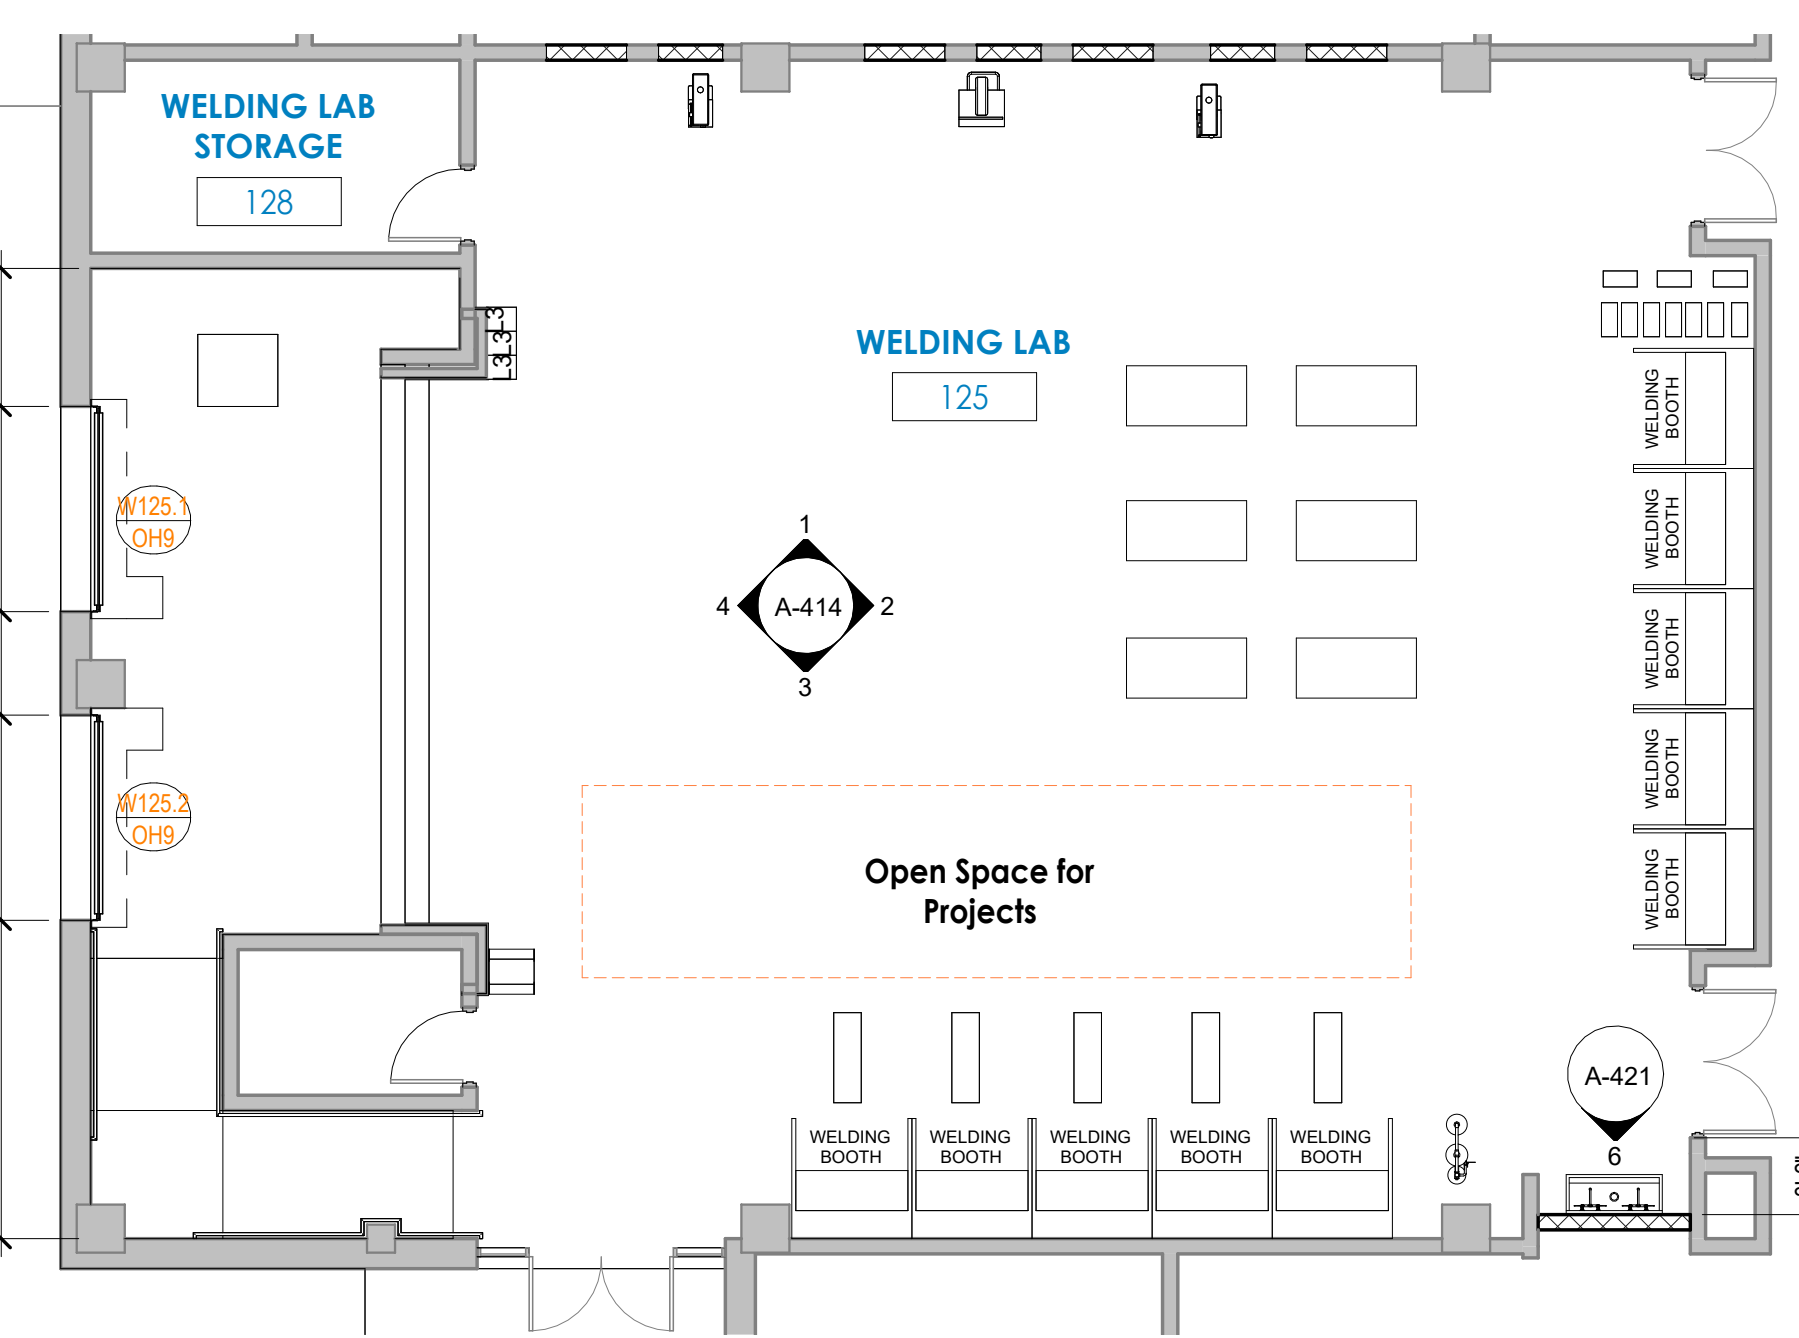 WELDING LAB
STORAGE
128
L3
L3
L3
WELDING LAB
125
W125.1
OH9
1
4
A-414
2
3
W125.2
OH9
Open Space for
Projects
WELDING
BOOTH
WELDING
BOOTH
WELDING
BOOTH
WELDING
BOOTH
WELDING
BOOTH
A-421
6
WELDING
BOOTH
WELDING
BOOTH
WELDING
BOOTH
WELDING
BOOTH
WELDING
BOOTH